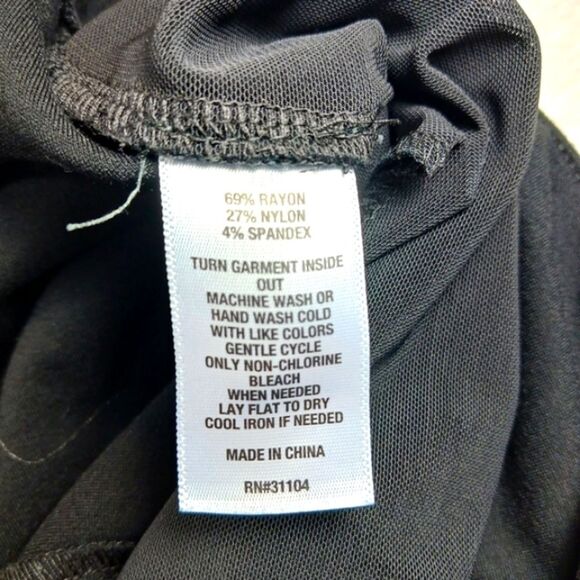 69% RAYON
27% NYLON
4% SPANDEX
TURN GARMENT INSIDE
OUT
MACHINE WASH OR
HAND WASH COLD
WITH LIKE COLORS
GENTLE CYCLE
ONLY NON-CHLORINE
BLEACH
WHEN NEEDED
LAY FLAT TO DRY
COOL IRON IF NEEDED
MADE IN CHINA
RN#31104